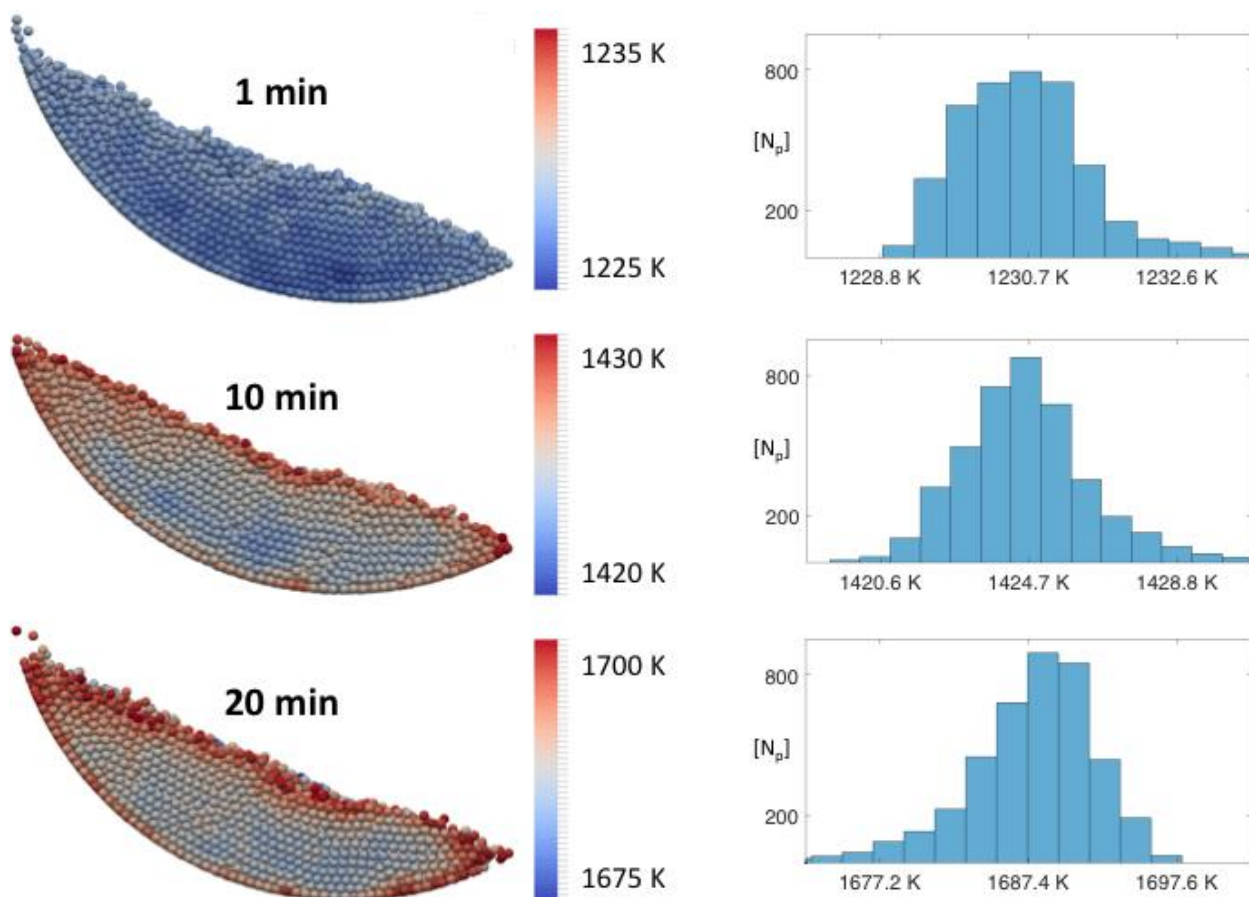 1 min
1235 K
1225 K
800
[Np]
200
1228.8 K 1230.7 K 1232.6 K
10 min
1430 K
1420 K
800
[Np]
200
1420.6 K 1424.7 K 1428.8 K
20 min
1700 K
1675 K
800
[Np]
200
1677.2 K 1687.4 K 1697.6 K